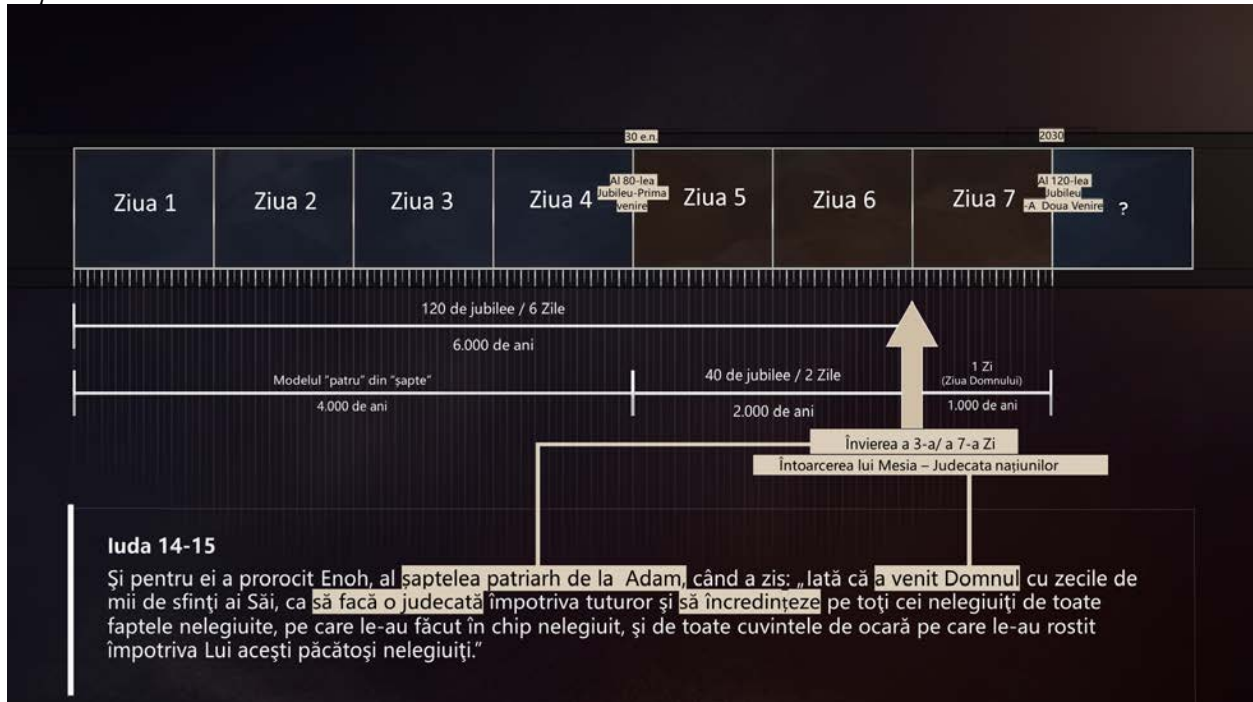 30 e.n.
2030
Ziua 1
Ziua 2
Ziua 3
Ziua 4
Al 80-lea
Jubileu-Prima
venire
Ziua 5
Ziua 6
Ziua 7
Al 120-lea
Jubileu
-A Doua Venire
?
120 de jubilee / 6 Zile
6.000 de ani
Modelul "patru" din "șapte"
4.000 de ani
40 de jubilee / 2 Zile
2.000 de ani
1 Zi
(Ziua Domnului)
1.000 de ani
Învierea a 3-a/ a 7-a Zi
Întoarcerea lui Mesia – Judecata națiunilor
Iuda 14-15
Şi pentru ei a prorocit Enoh, al șaptelea patriarh de la Adam, când a zis: „Iată că a venit Domnul cu zecile de
mii de sfinţi ai Săi, ca să facă o judecată împotriva tuturor şi să încredințeze pe toţi cei nelegiuiţi de toate
faptele nelegiuite, pe care le-au făcut în chip nelegiuit, şi de toate cuvintele de ocară pe care le-au rostit
împotriva Lui aceşti păcătoşi nelegiuiţi.”